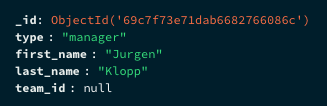 _id: ObjectId('69c7f73e71dab6682766086c')
type : "manager"
first_name : "Jurgen"
last_name : "Klopp"
team_id : null